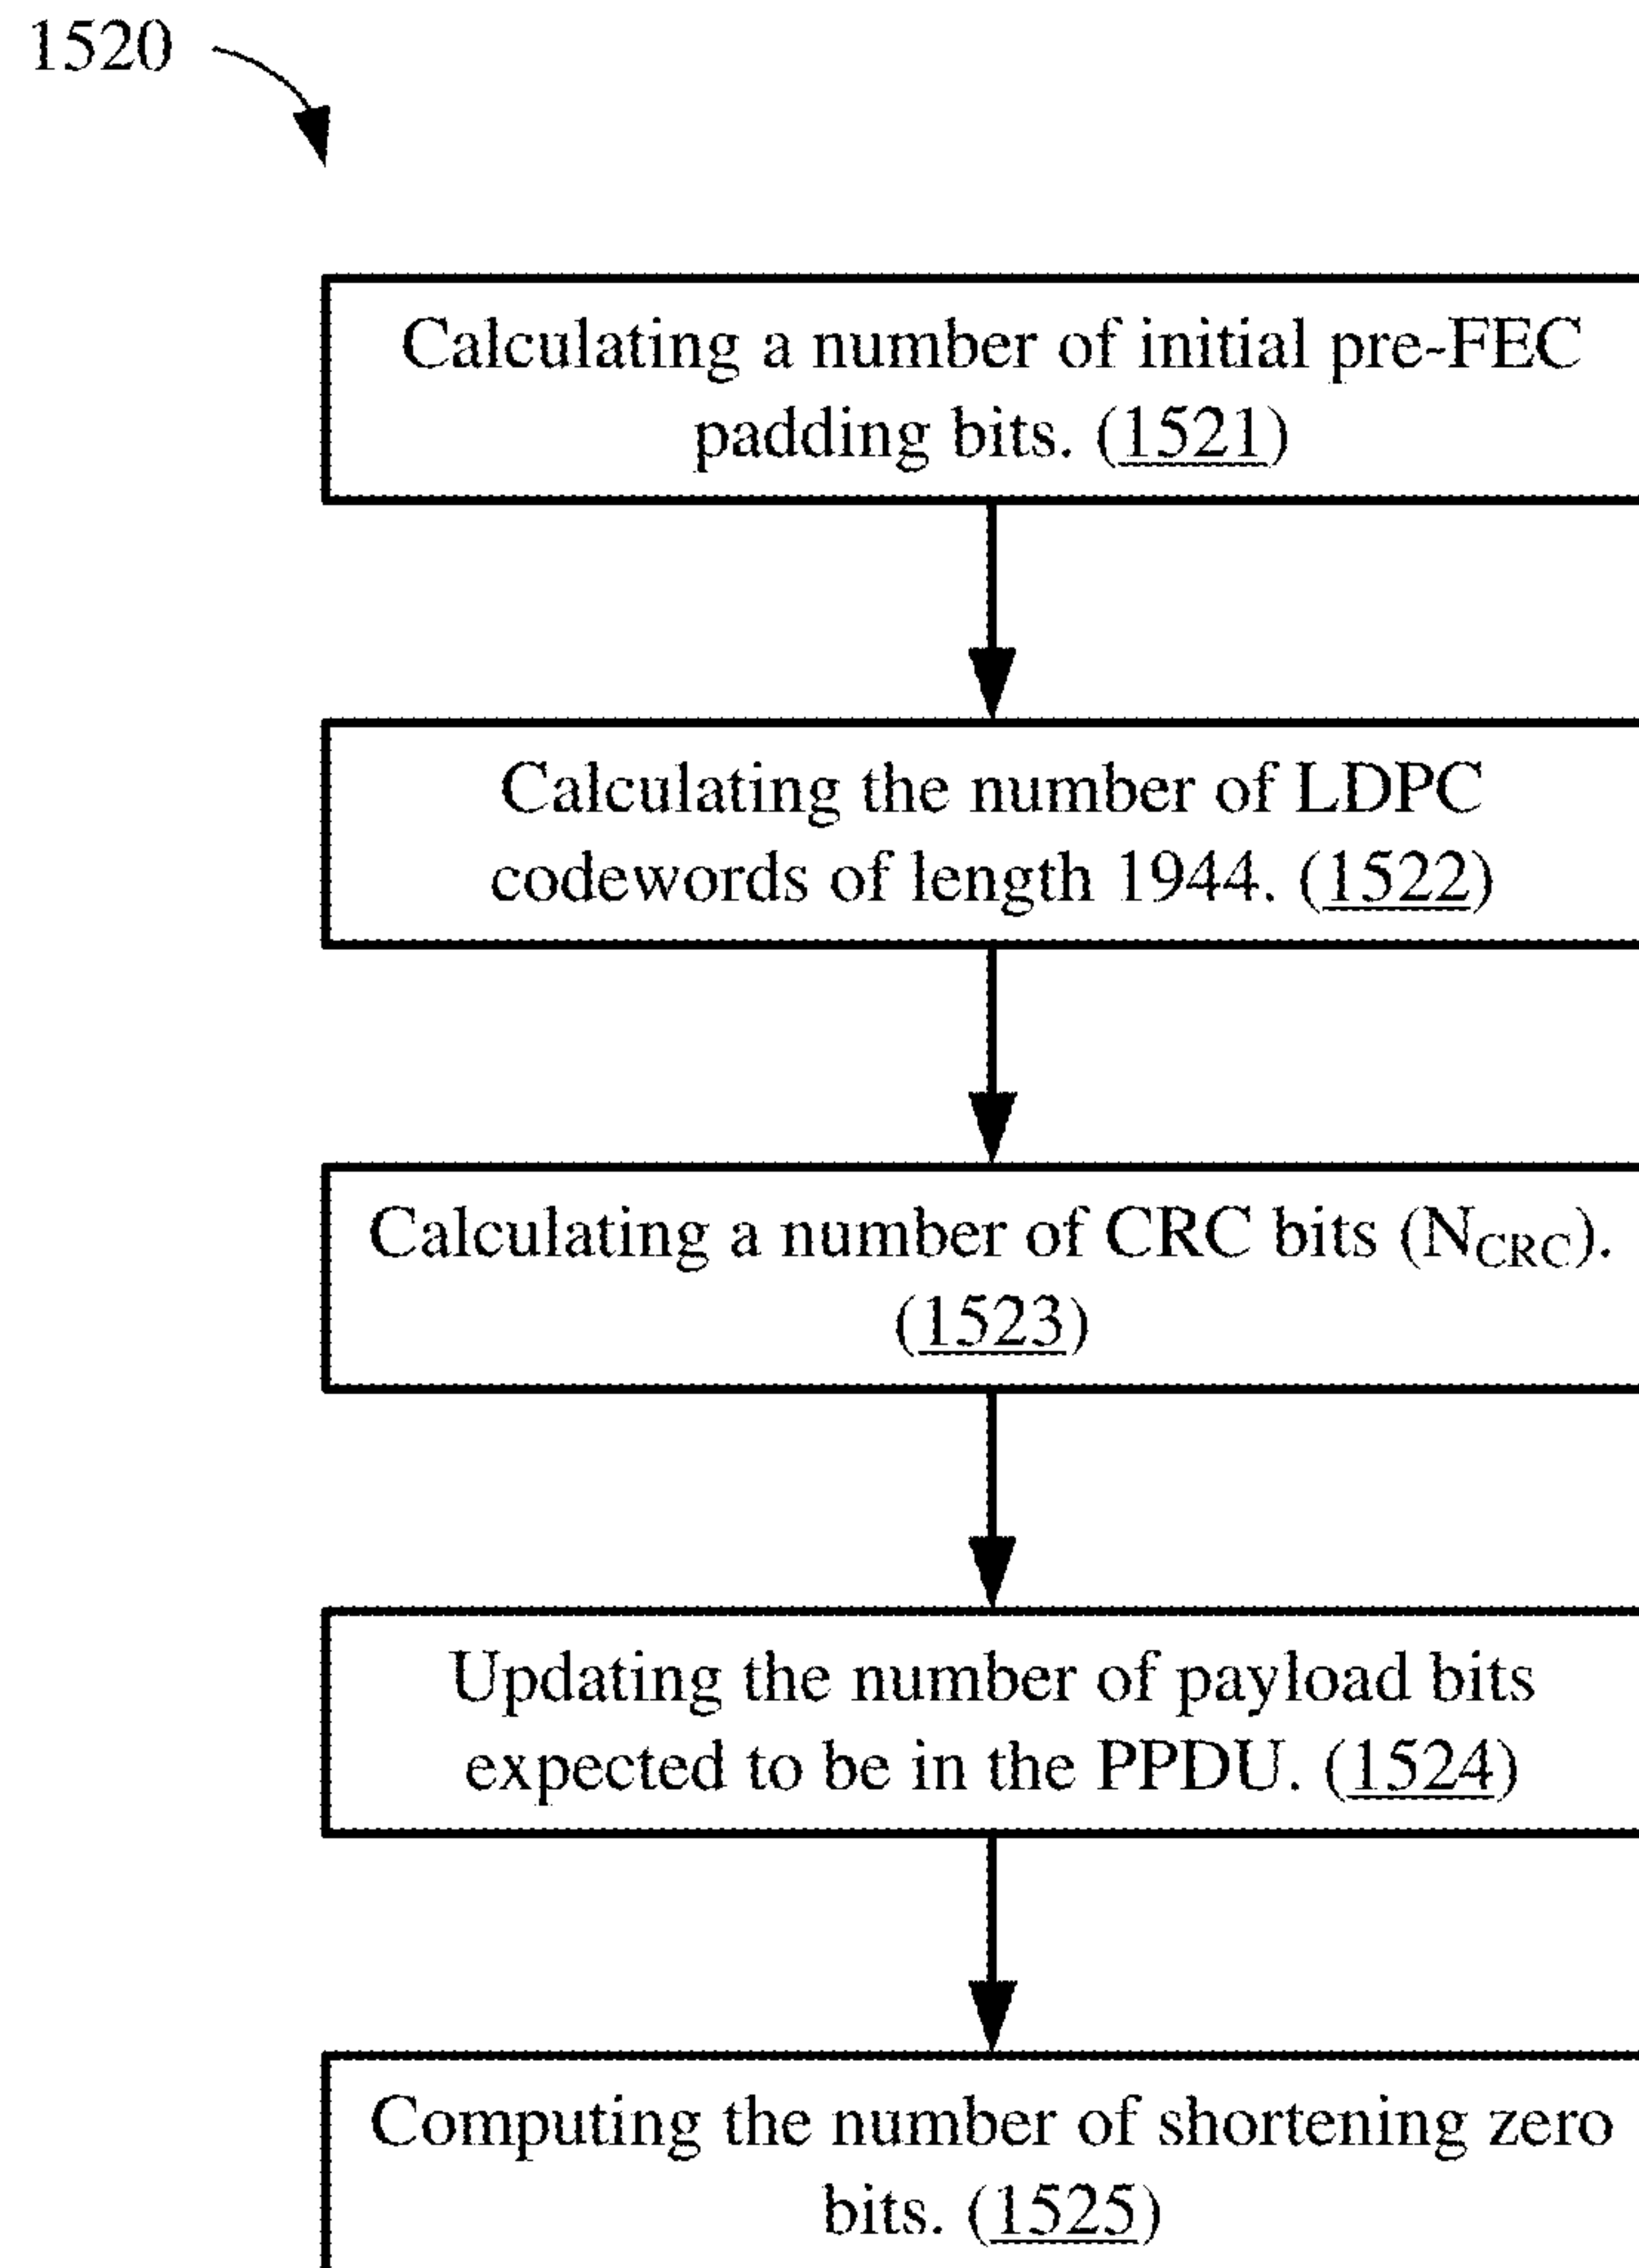 1520
Calculating a number of initial pre-FEC
padding bits. (1521)
Calculating the number of LDPC
codewords of length 1944. (1522)
Calculating a number of CRC bits (NCRC).
(1523)
Updating the number of payload bits
expected to be in the PPDU. (1524)
Computing the number of shortening zero
bits. (1525)